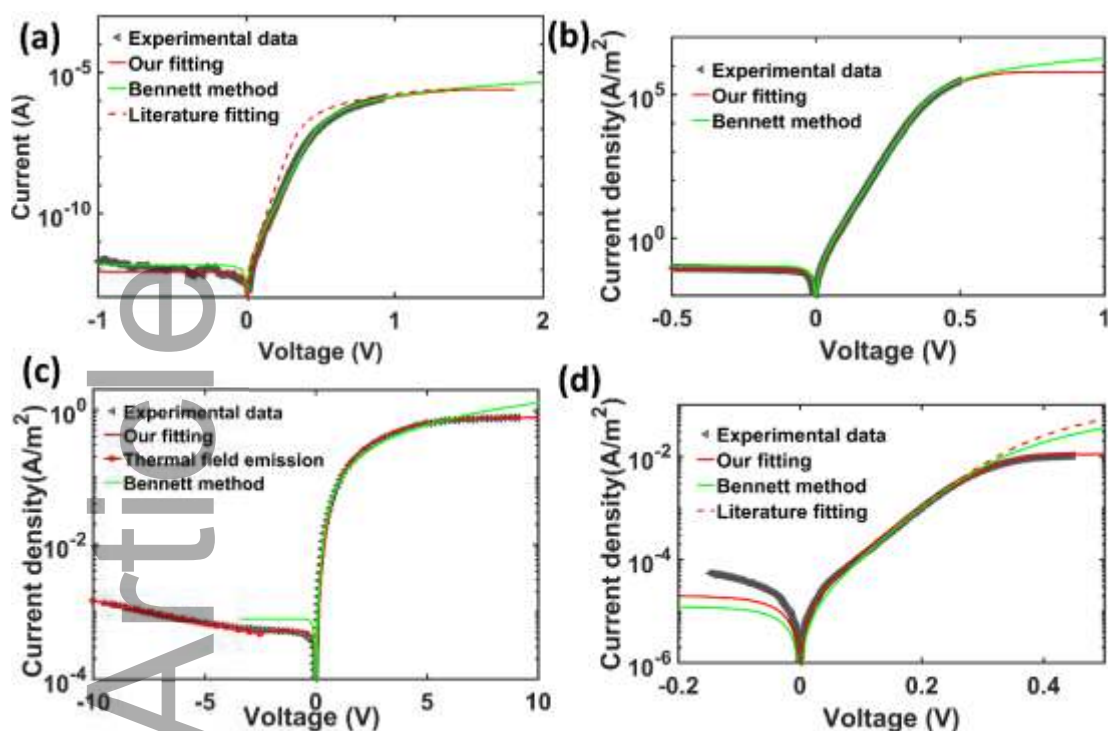 (a)
Experimental data
Our fitting
Bennett method
Literature fitting
Current (A)
10^-5
10^-10
-1
0
1
2
Voltage (V)
(b)
Experimental data
Our fitting
Bennett method
Current density(A/m^2)
10^5
10^0
-0.5
0
0.5
1
Voltage (V)
(c)
Experimental data
Our fitting
Thermal field emission
Bennett method
Current density(A/m^2)
10^0
10^-2
10^-4
-10
-5
0
5
10
Voltage (V)
(d)
Experimental data
Our fitting
Bennett method
Literature fitting
Current density(A/m^2)
10^-2
10^-4
10^-6
-0.2
0
0.2
0.4
Voltage (V)
Article